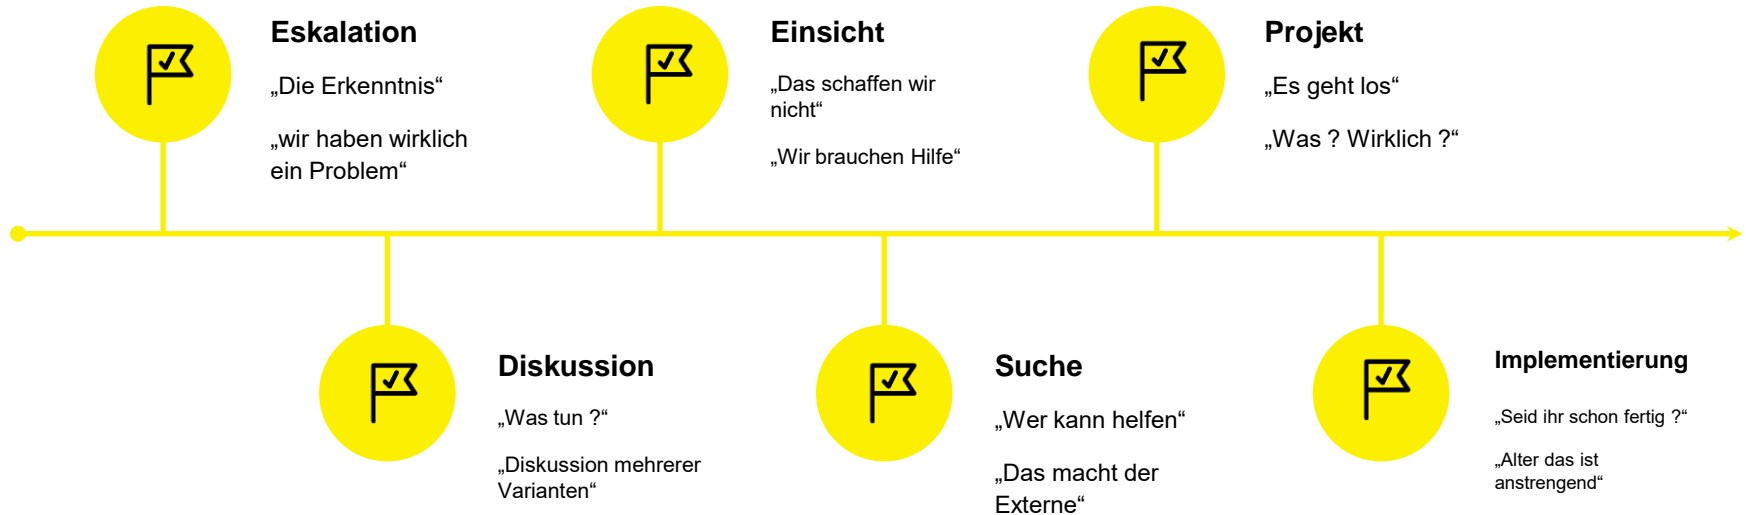 Eskalation
„Die Erkenntnis“
„wir haben wirklich
ein Problem“
Diskussion
„Was tun ?“
„Diskussion mehrerer
Varianten“
Einsicht
„Das schaffen wir
nicht“
„Wir brauchen Hilfe“
Suche
„Wer kann helfen“
„Das macht der
Externe“
Projekt
„Es geht los“
„Was ? Wirklich ?“
Implementierung
„Seid ihr schon fertig ?“
„Alter das ist
anstrengend“